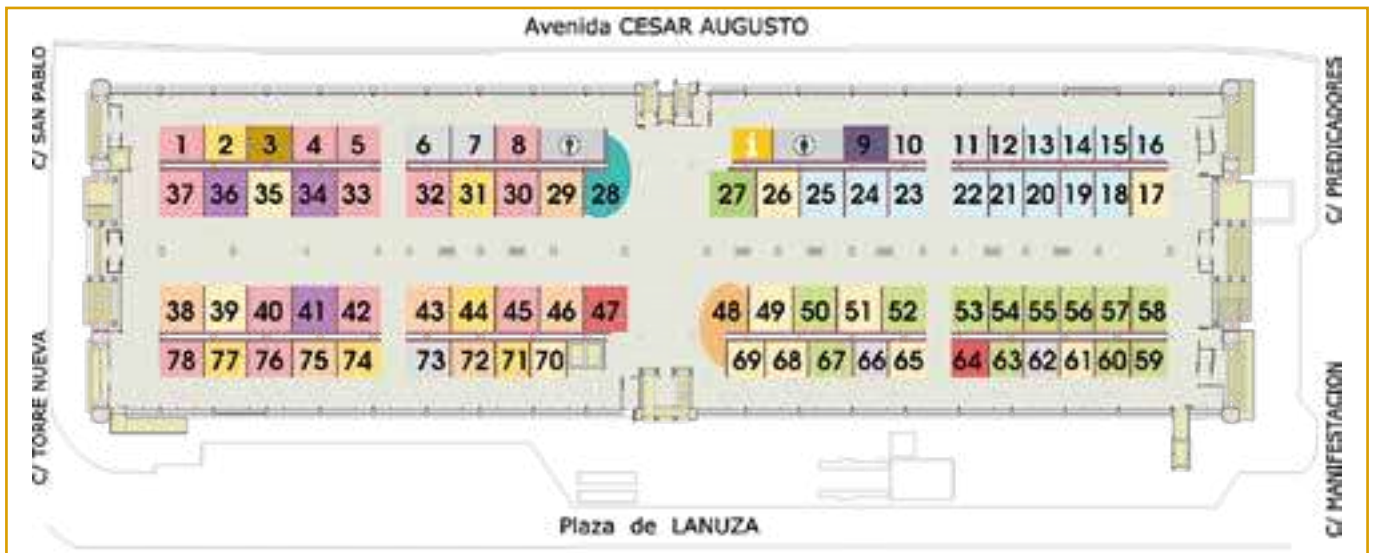 Avenida CESAR AUGUSTO
C/ SAN PABLO
C/ PREDICADORES
1 2 3 4 5 6 7 8 i 9 10 11 12 13 14 15 16
37 36 35 34 33 32 31 30 29 28 27 26 25 24 23 22 21 20 19 18 17
38 39 40 41 42 43 44 45 46 47 48 49 50 51 52 53 54 55 56 57 58
78 77 76 75 74 73 72 71 70 69 68 67 66 65 64 63 62 61 60 59
C/ TORRE NUEVA
C/ MANIFESTACION
Plaza de LANUZA